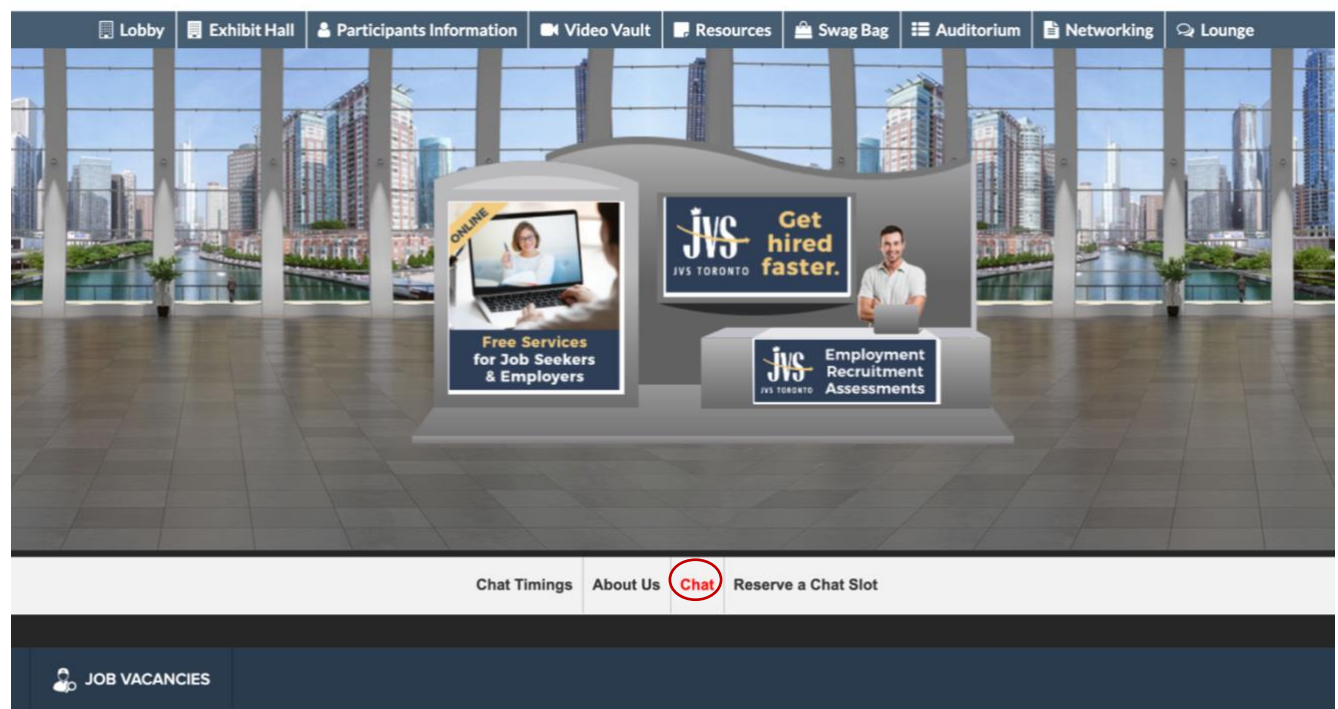 Lobby Exhibit Hall Participants Information Video Vault Resources Swag Bag Auditorium Networking Lounge
ONLINE
Free Services
for Job Seekers
& Employers
JVS
JVS TORONTO
Get
hired
faster.
JVS
JVS TORONTO
Employment
Recruitment
Assessments
Chat Timings About Us Chat Reserve a Chat Slot
JOB VACANCIES